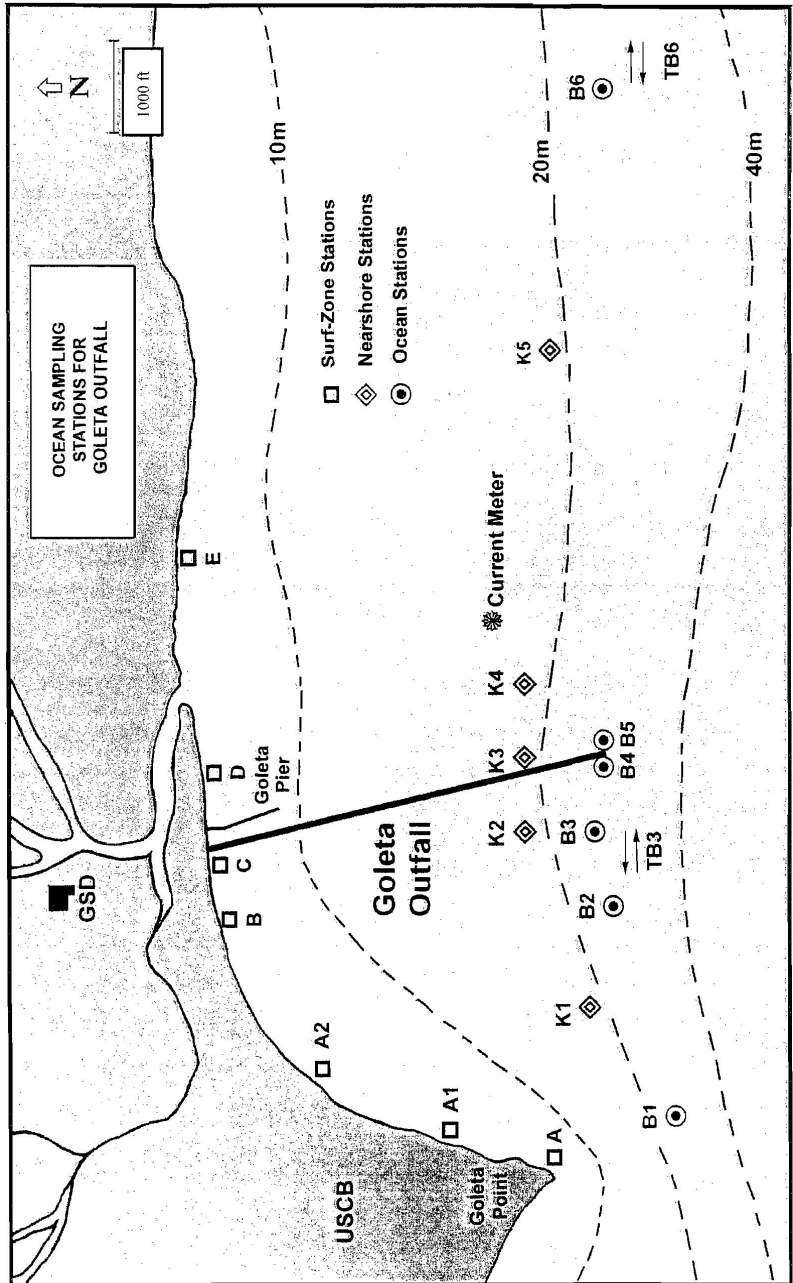 OCEAN SAMPLING
STATIONS FOR
GOLETA OUTFALL
N
1000 ft
GSD
USCB
Goleta
Point
Goleta
Pier
A
A1
A2
B
C
D
E
10m
Surf-Zone Stations
Nearshore Stations
Ocean Stations
Goleta
Outfall
Current Meter
K1
K2
K3
K4
K5
20m
B1
B2
B3
B4
B5
B6
TB3
TB6
40m